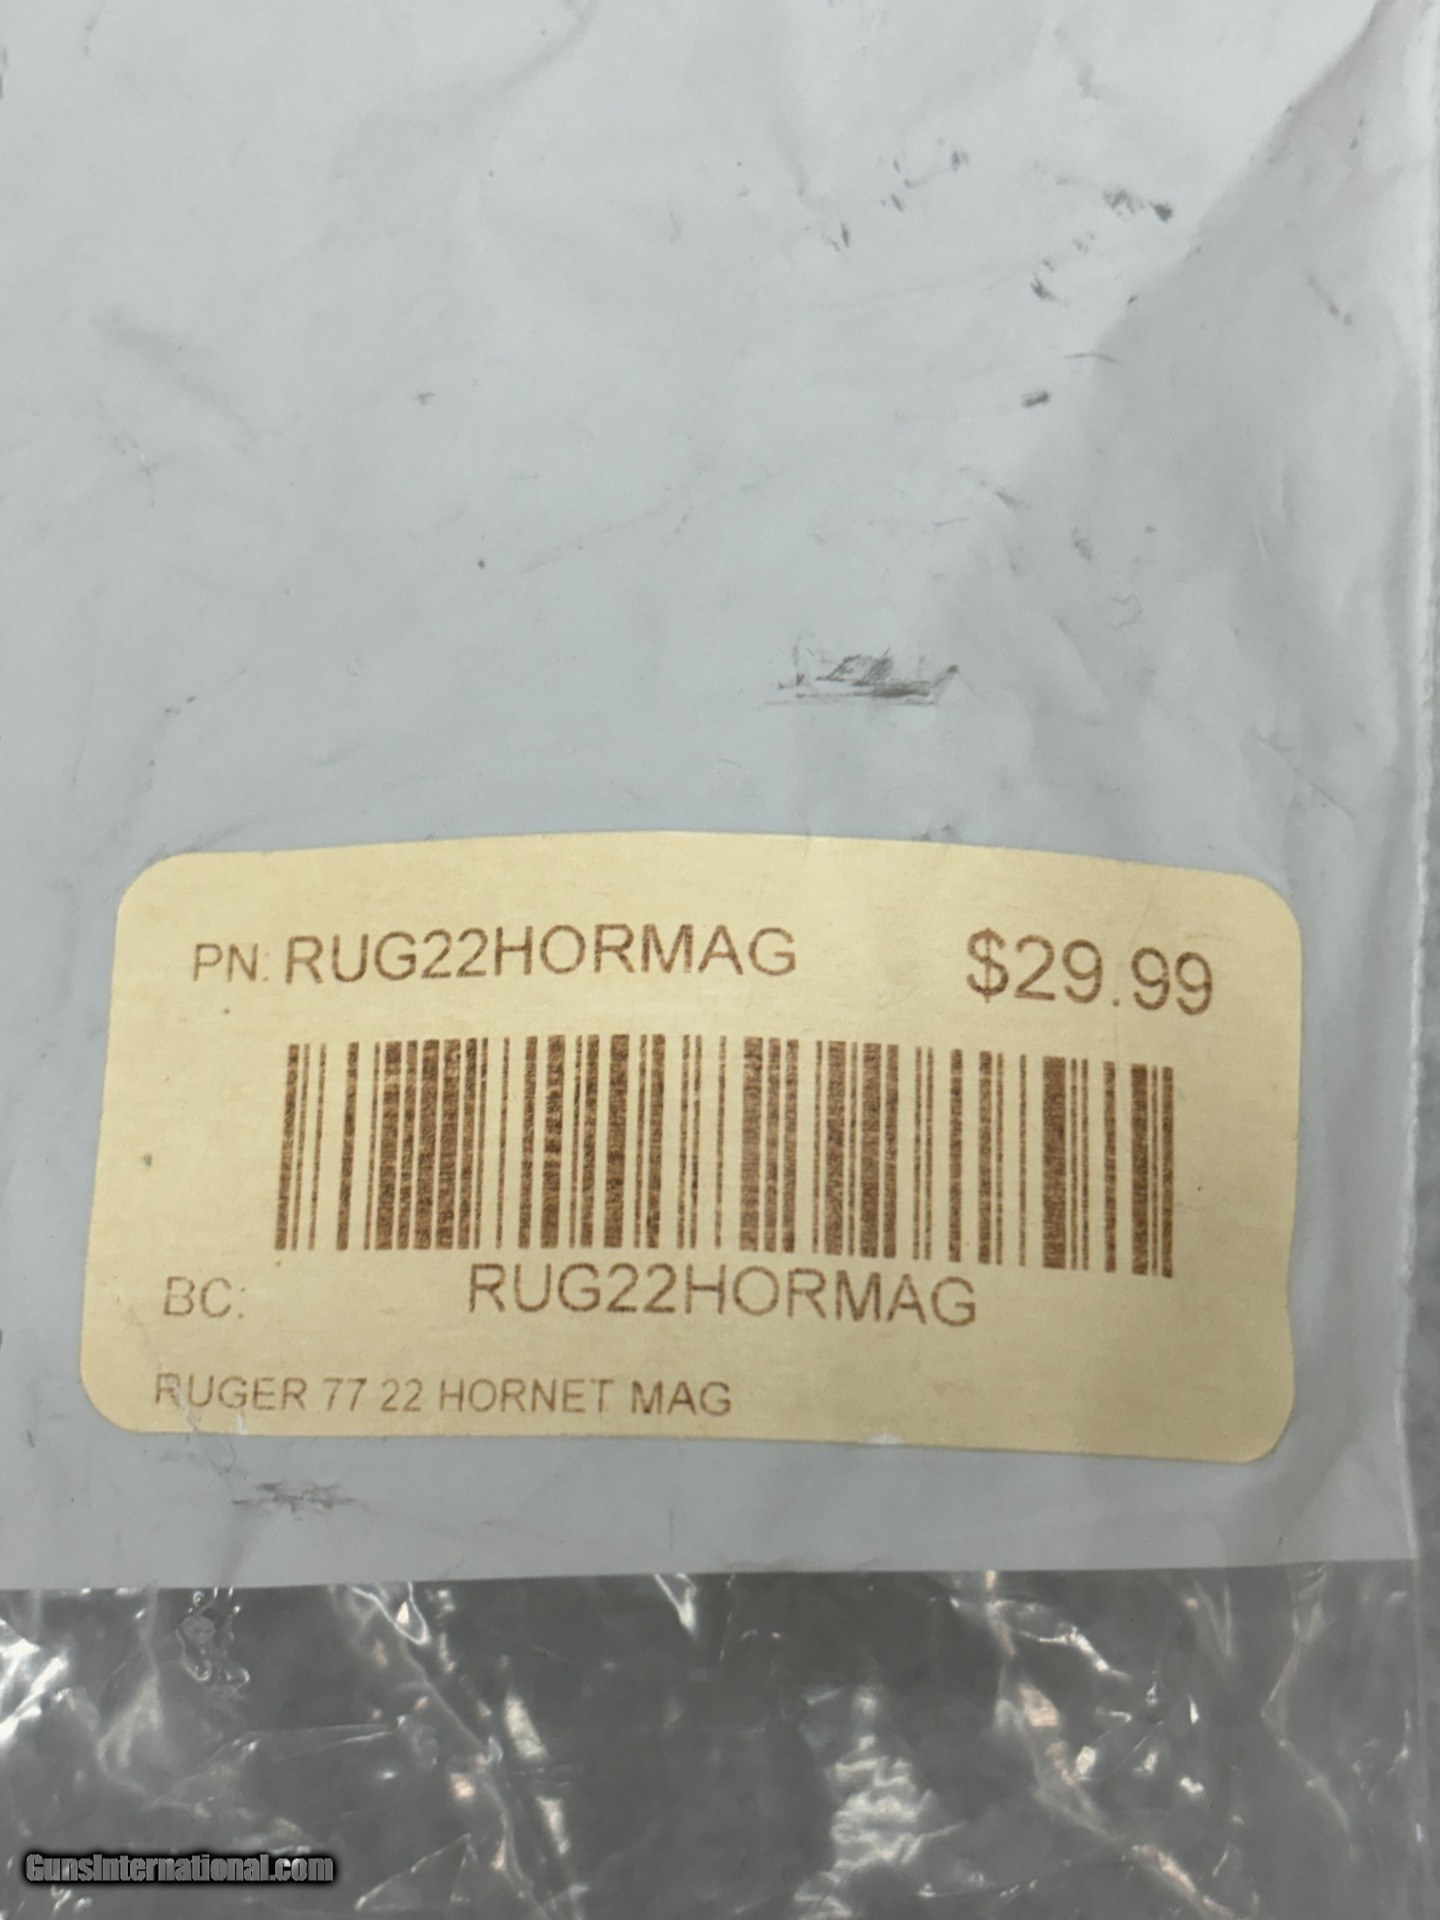 PN: RUG22HORMAG $29.99
BC: RUG22HORMAG
RUGER 77 22 HORNET MAG
GunsInternational.com